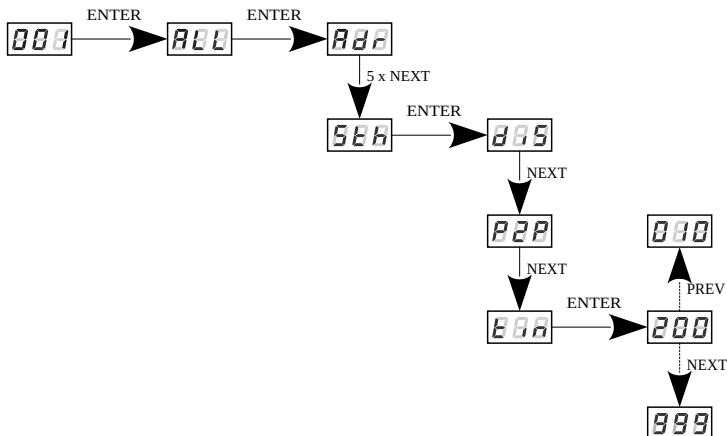 ENTER ENTER
001 ALL Adr
5 x NEXT
ENTER
Sth diS
NEXT
P2P 010
NEXT
PREV
ENTER
tin 200
NEXT
999